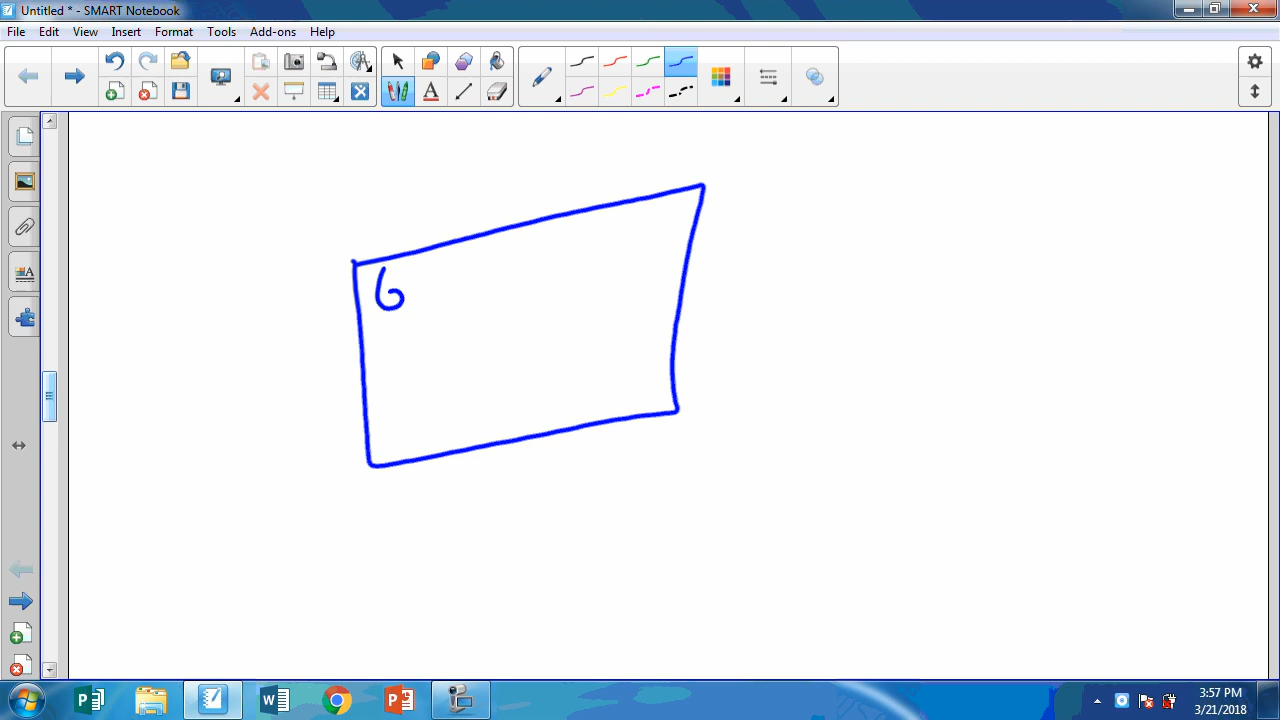 Untitled * - SMART Notebook
File Edit View Insert Format Tools Add-ons Help
6
3:57 PM
3/21/2018